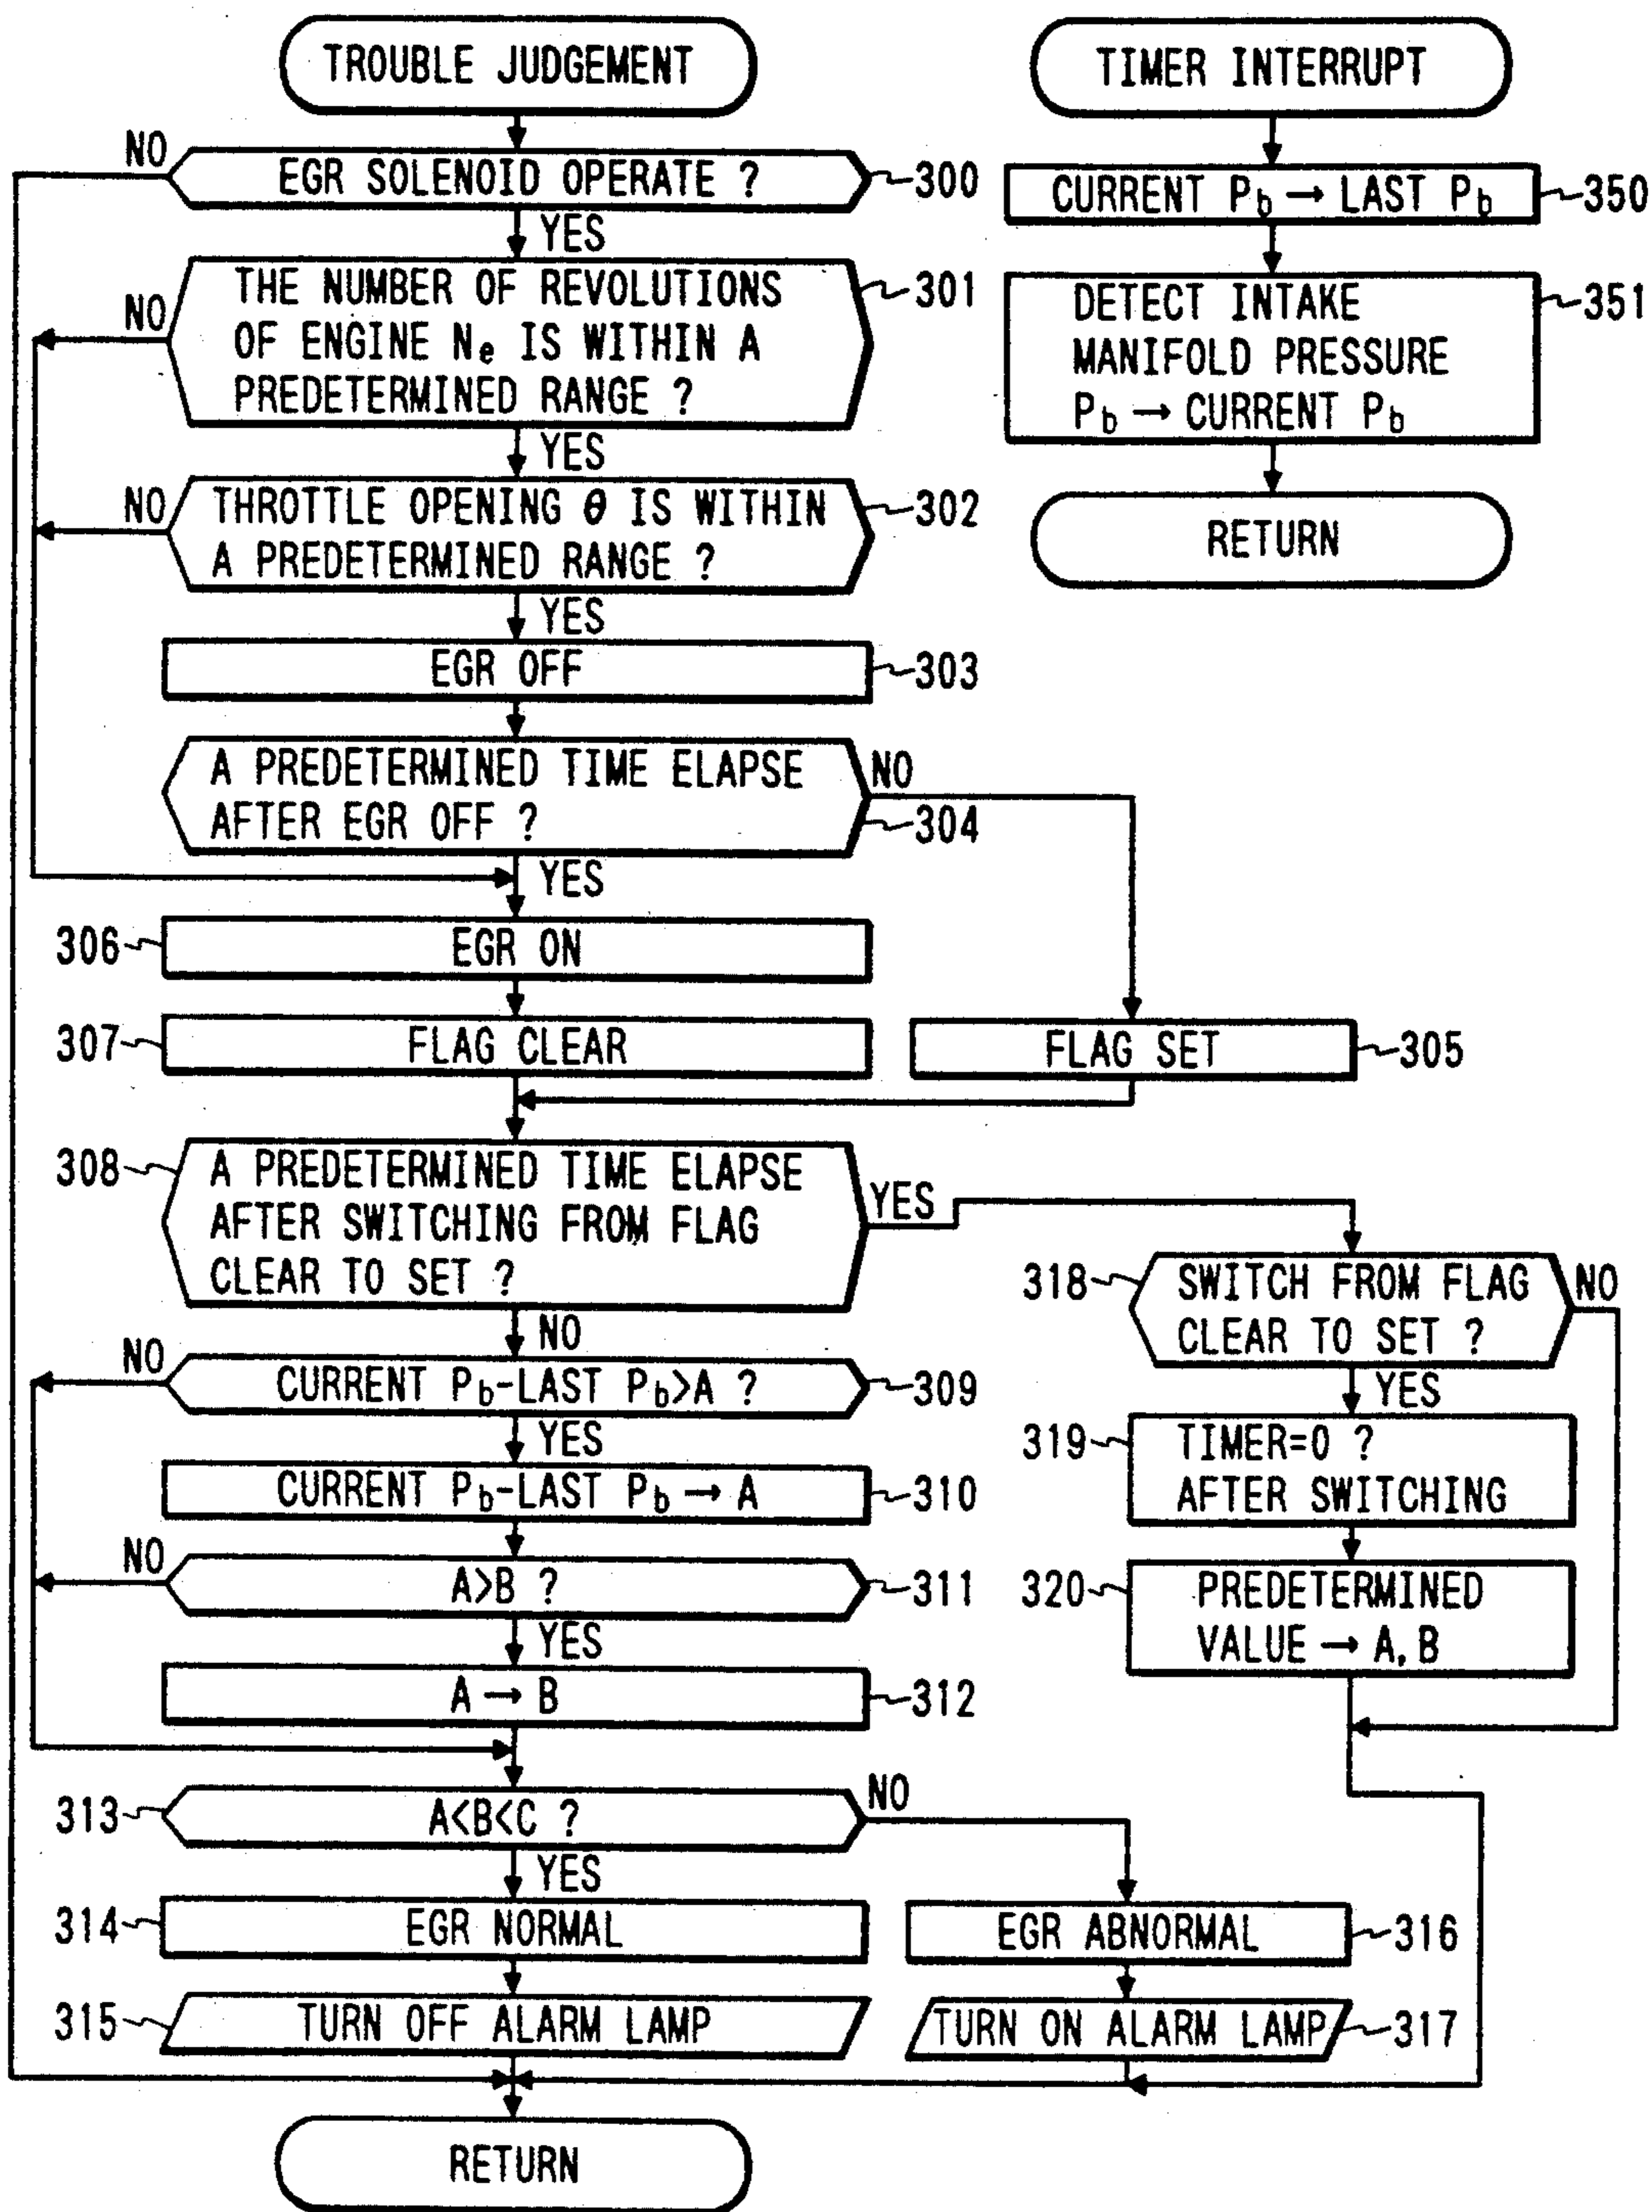 TROUBLE JUDGEMENT
NO
EGR SOLENOID OPERATE ?
300
YES
THE NUMBER OF REVOLUTIONS
OF ENGINE Ne IS WITHIN A
PREDETERMINED RANGE ?
301
NO
YES
THROTTLE OPENING θ IS WITHIN
A PREDETERMINED RANGE ?
302
NO
YES
EGR OFF
303
A PREDETERMINED TIME ELAPSE
AFTER EGR OFF ?
NO
304
YES
306
EGR ON
307
FLAG CLEAR
FLAG SET
305
308
A PREDETERMINED TIME ELAPSE
AFTER SWITCHING FROM FLAG
CLEAR TO SET ?
YES
NO
NO
CURRENT Pb-LAST Pb>A ?
309
YES
CURRENT Pb-LAST Pb → A
310
NO
A>B ?
311
YES
A → B
312
313
A<B<C ?
NO
YES
314
EGR NORMAL
EGR ABNORMAL
316
315
TURN OFF ALARM LAMP
TURN ON ALARM LAMP
317
RETURN
318
SWITCH FROM FLAG
CLEAR TO SET ?
NO
YES
319
TIMER=0 ?
AFTER SWITCHING
320
PREDETERMINED
VALUE → A, B
TIMER INTERRUPT
CURRENT Pb → LAST Pb
350
DETECT INTAKE
MANIFOLD PRESSURE
Pb → CURRENT Pb
351
RETURN